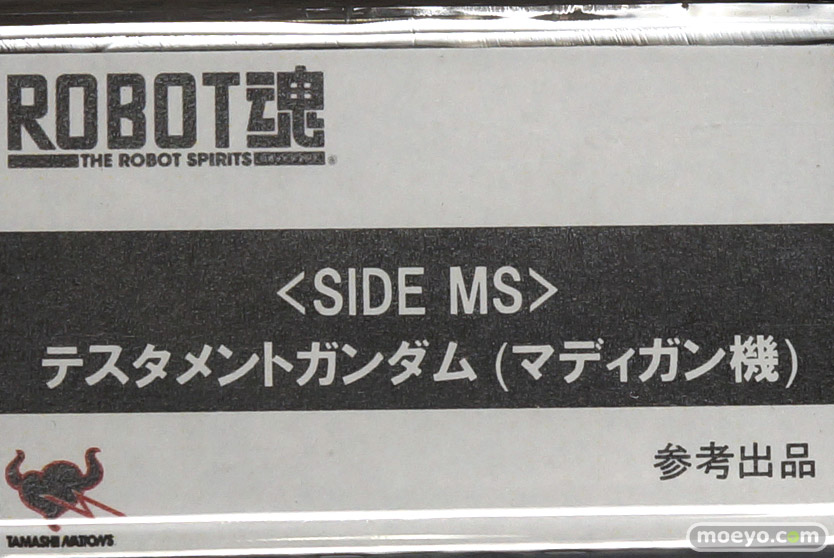 ROBOT魂
THE ROBOT SPIRITS
<SIDE MS>
テスタメントガンダム (マディガン機)
参考出品
TAMASHII NATIONS
moeyo.com